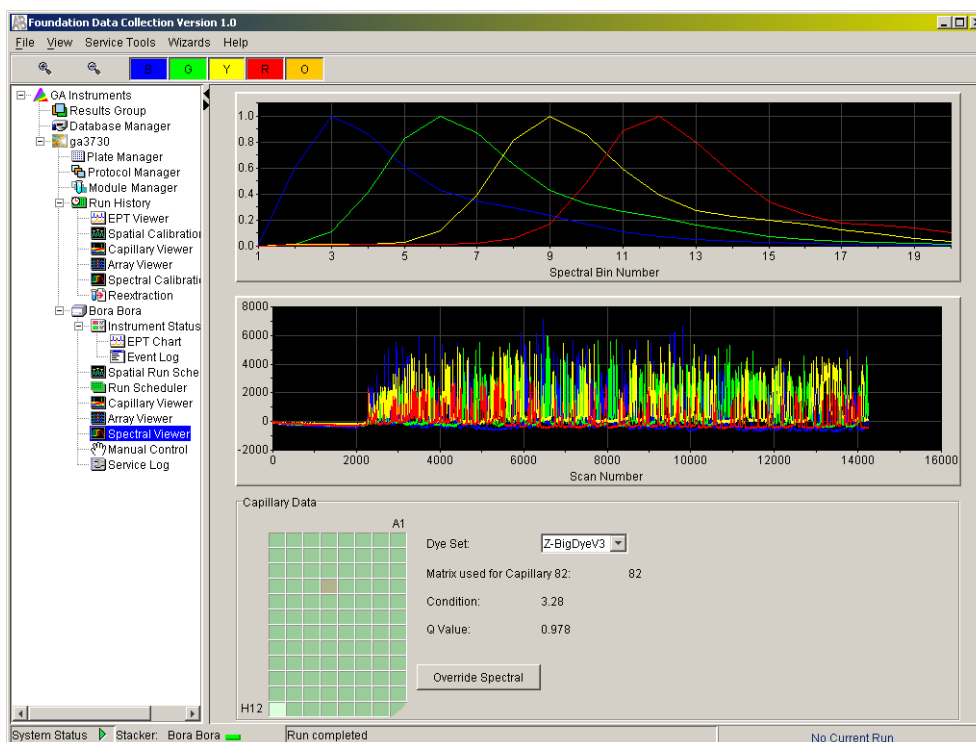 Foundation Data Collection Version 1.0
File View Service Tools Wizards Help
B G Y R O
GA Instruments
Results Group
Database Manager
ga3730
Plate Manager
Protocol Manager
Module Manager
Run History
EPT Viewer
Spatial Calibration
Capillary Viewer
Array Viewer
Spectral Calibrati
Reextraction
Bora Bora
Instrument Status
EPT Chart
Event Log
Spatial Run Sche
Run Scheduler
Capillary Viewer
Array Viewer
Spectral Viewer
Manual Control
Service Log
1.0
0.8
0.6
0.4
0.2
0.0
1 3 5 7 9 11 13 15 17 19
Spectral Bin Number
8000
6000
4000
2000
0
-2000
0 2000 4000 6000 8000 10000 12000 14000 16000
Scan Number
Capillary Data
A1
H12
Dye Set: Z-BigDyeV3
Matrix used for Capillary 82: 82
Condition: 3.28
Q Value: 0.978
Override Spectral
System Status Stacker: Bora Bora Run completed No Current Run